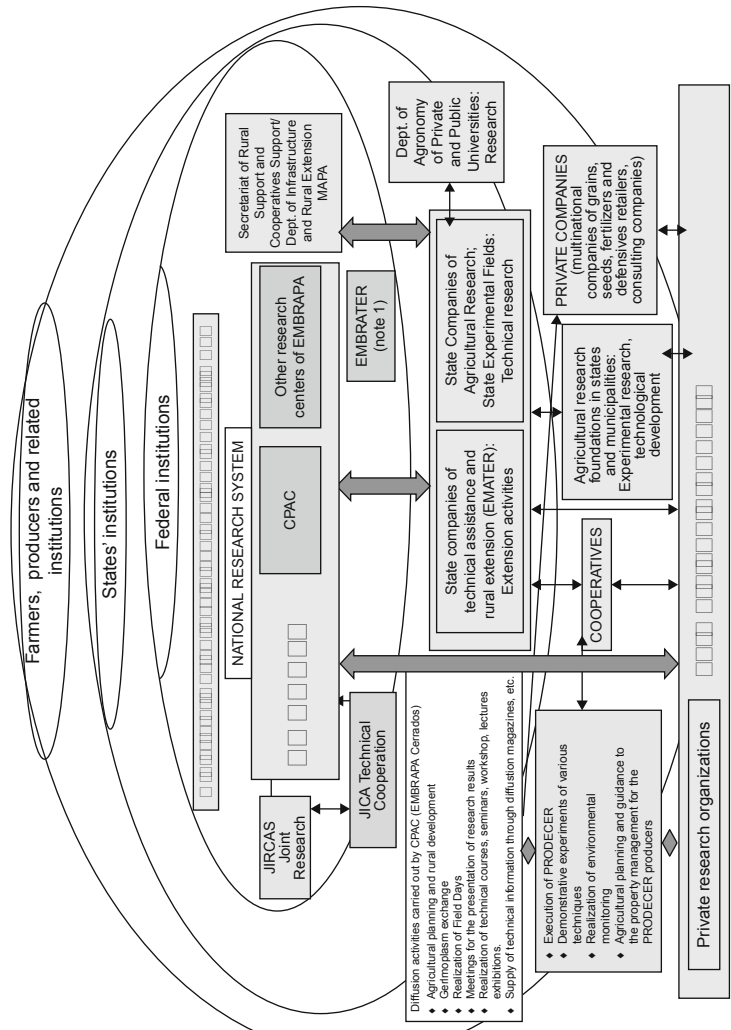 Farmers, producers and related
institutions
States' institutions
Federal institutions
NATIONAL RESEARCH SYSTEM
CPAC
Other research
centers of EMBRAPA
EMBRATER
(note 1)
Secretariat of Rural
Support and
Cooperatives Support/
Dept. of Infrastructure
and Rural Extension
MAPA
JIRCAS
Joint
Research
JICA Technical
Cooperation
Diffusion activities carried out by CPAC (EMBRAPA Cerrados)
♦ Agricultural planning and rural development
♦ Gerlmoplasm exchange
♦ Realization of Field Days
♦ Meetings for the presentation of research results
♦ Realization of technical courses, seminars, workshop, lectures
exhibitions.
♦ Supply of technical information through diffustion magazines, etc.
State companies of
technical assistance and
rural extension (EMATER):
Extension activities
State Companies of
Agricultural Research;
State Experimental Fields:
Technical research
Dept. of
Agronomy
of Private
and Public
Universities:
Research
♦ Execution of PRODECER
♦ Demonstrative experiments of various
techniques
♦ Realization of environmental
monitoring
♦ Agricultural planning and guidance to
the property management for the
PRODECER producers
COOPERATIVES
Agricultural research
foundations in states
and municipalities:
Experimental research,
technological
development
PRIVATE COMPANIES
(multinational
companies of grains,
seeds, fertilizers and
defensives retailers,
consulting companies)
Private research organizations